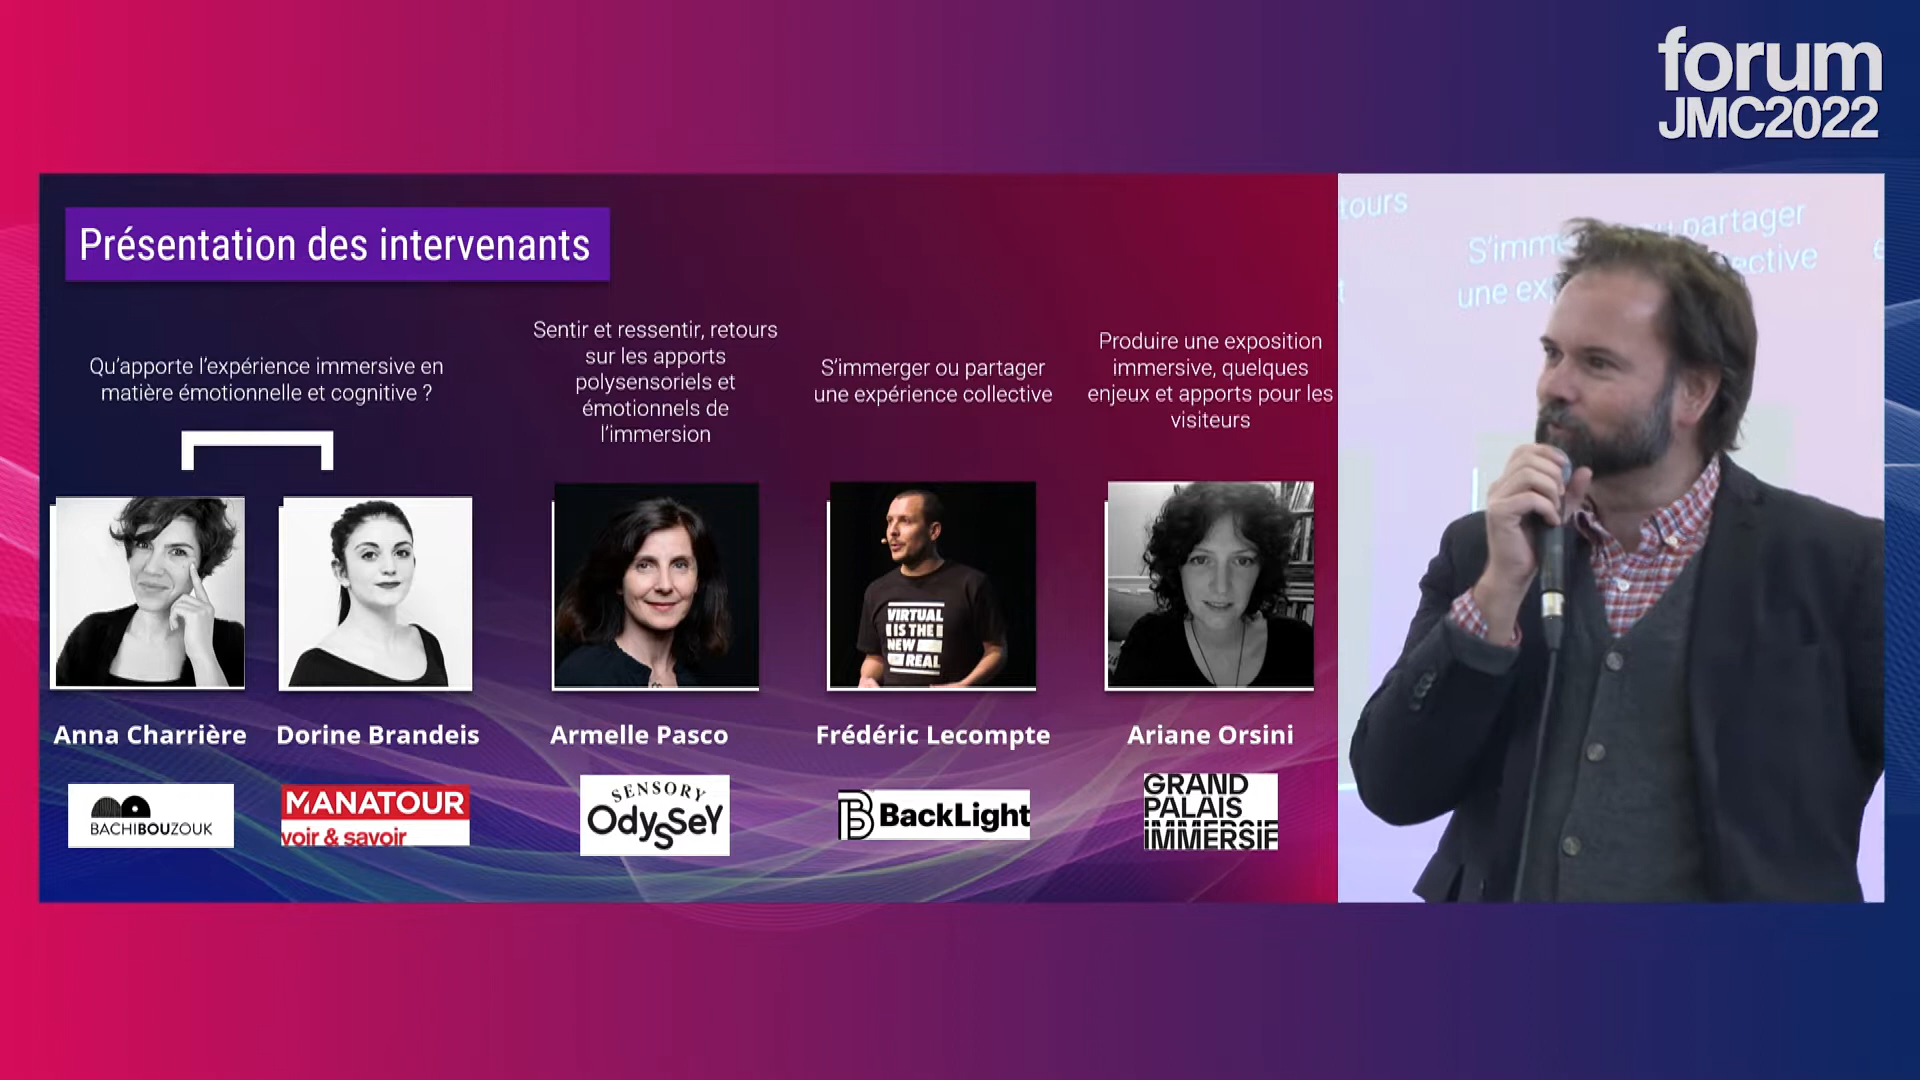 forum
JMC2022
Présentation des intervenants
Qu'apporte l'expérience immersive en
matière émotionnelle et cognitive ?
Sentir et ressentir, retours
sur les apports
polysensoriels et
émotionnels de
l'immersion
S'immerger ou partager
une expérience collective
Produire une exposition
immersive, quelques
enjeux et apports pour les
visiteurs
VIRTUAL
IS THE
NEW
REAL
Anna Charrière
Dorine Brandeis
Armelle Pasco
Frédéric Lecompte
Ariane Orsini
BACHIBOUZOUK
MANATOUR
voir & savoir
SENSORY
OdySSeY
B BackLight
GRAND
PALAIS
IMMERSIF
tours
S'imme
partager
ective
une ex